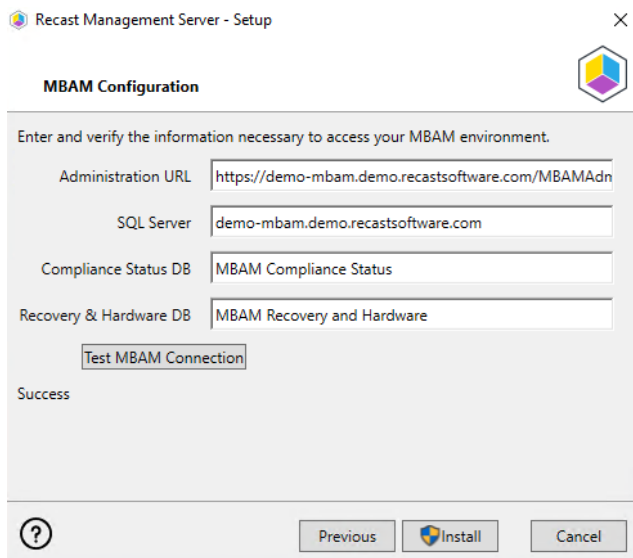 Recast Management Server - Setup
MBAM Configuration
Enter and verify the information necessary to access your MBAM environment.
Administration URL https://demo-mbam.demo.recastsoftware.com/MBAMAdm
SQL Server demo-mbam.demo.recastsoftware.com
Compliance Status DB MBAM Compliance Status
Recovery & Hardware DB MBAM Recovery and Hardware
Test MBAM Connection
Success
? Previous Install Cancel